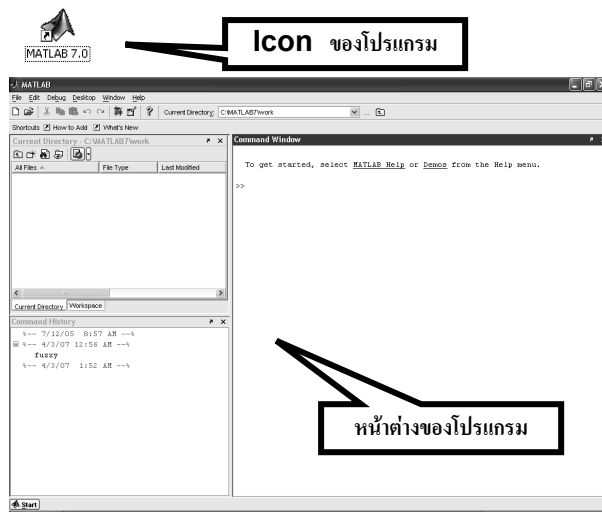 MATLAB 7.0
Icon ของโปรแกรม
MATLAB
File Edit Debug Desktop Window Help
Current Directory: C:\MATLAB7\work
Shortcuts How to Add What's New
Current Directory - C:\MATLAB7\work
All Files File Type Last Modified
Current Directory Workspace
Command History
%-- 7/12/05 8:57 AM --%
%-- 4/3/07 12:56 AM --%
fuzzy
%-- 4/3/07 1:52 AM --%
Command Window
To get started, select MATLAB Help or Demos from the Help menu.
>>
หน้าต่างของโปรแกรม
Start